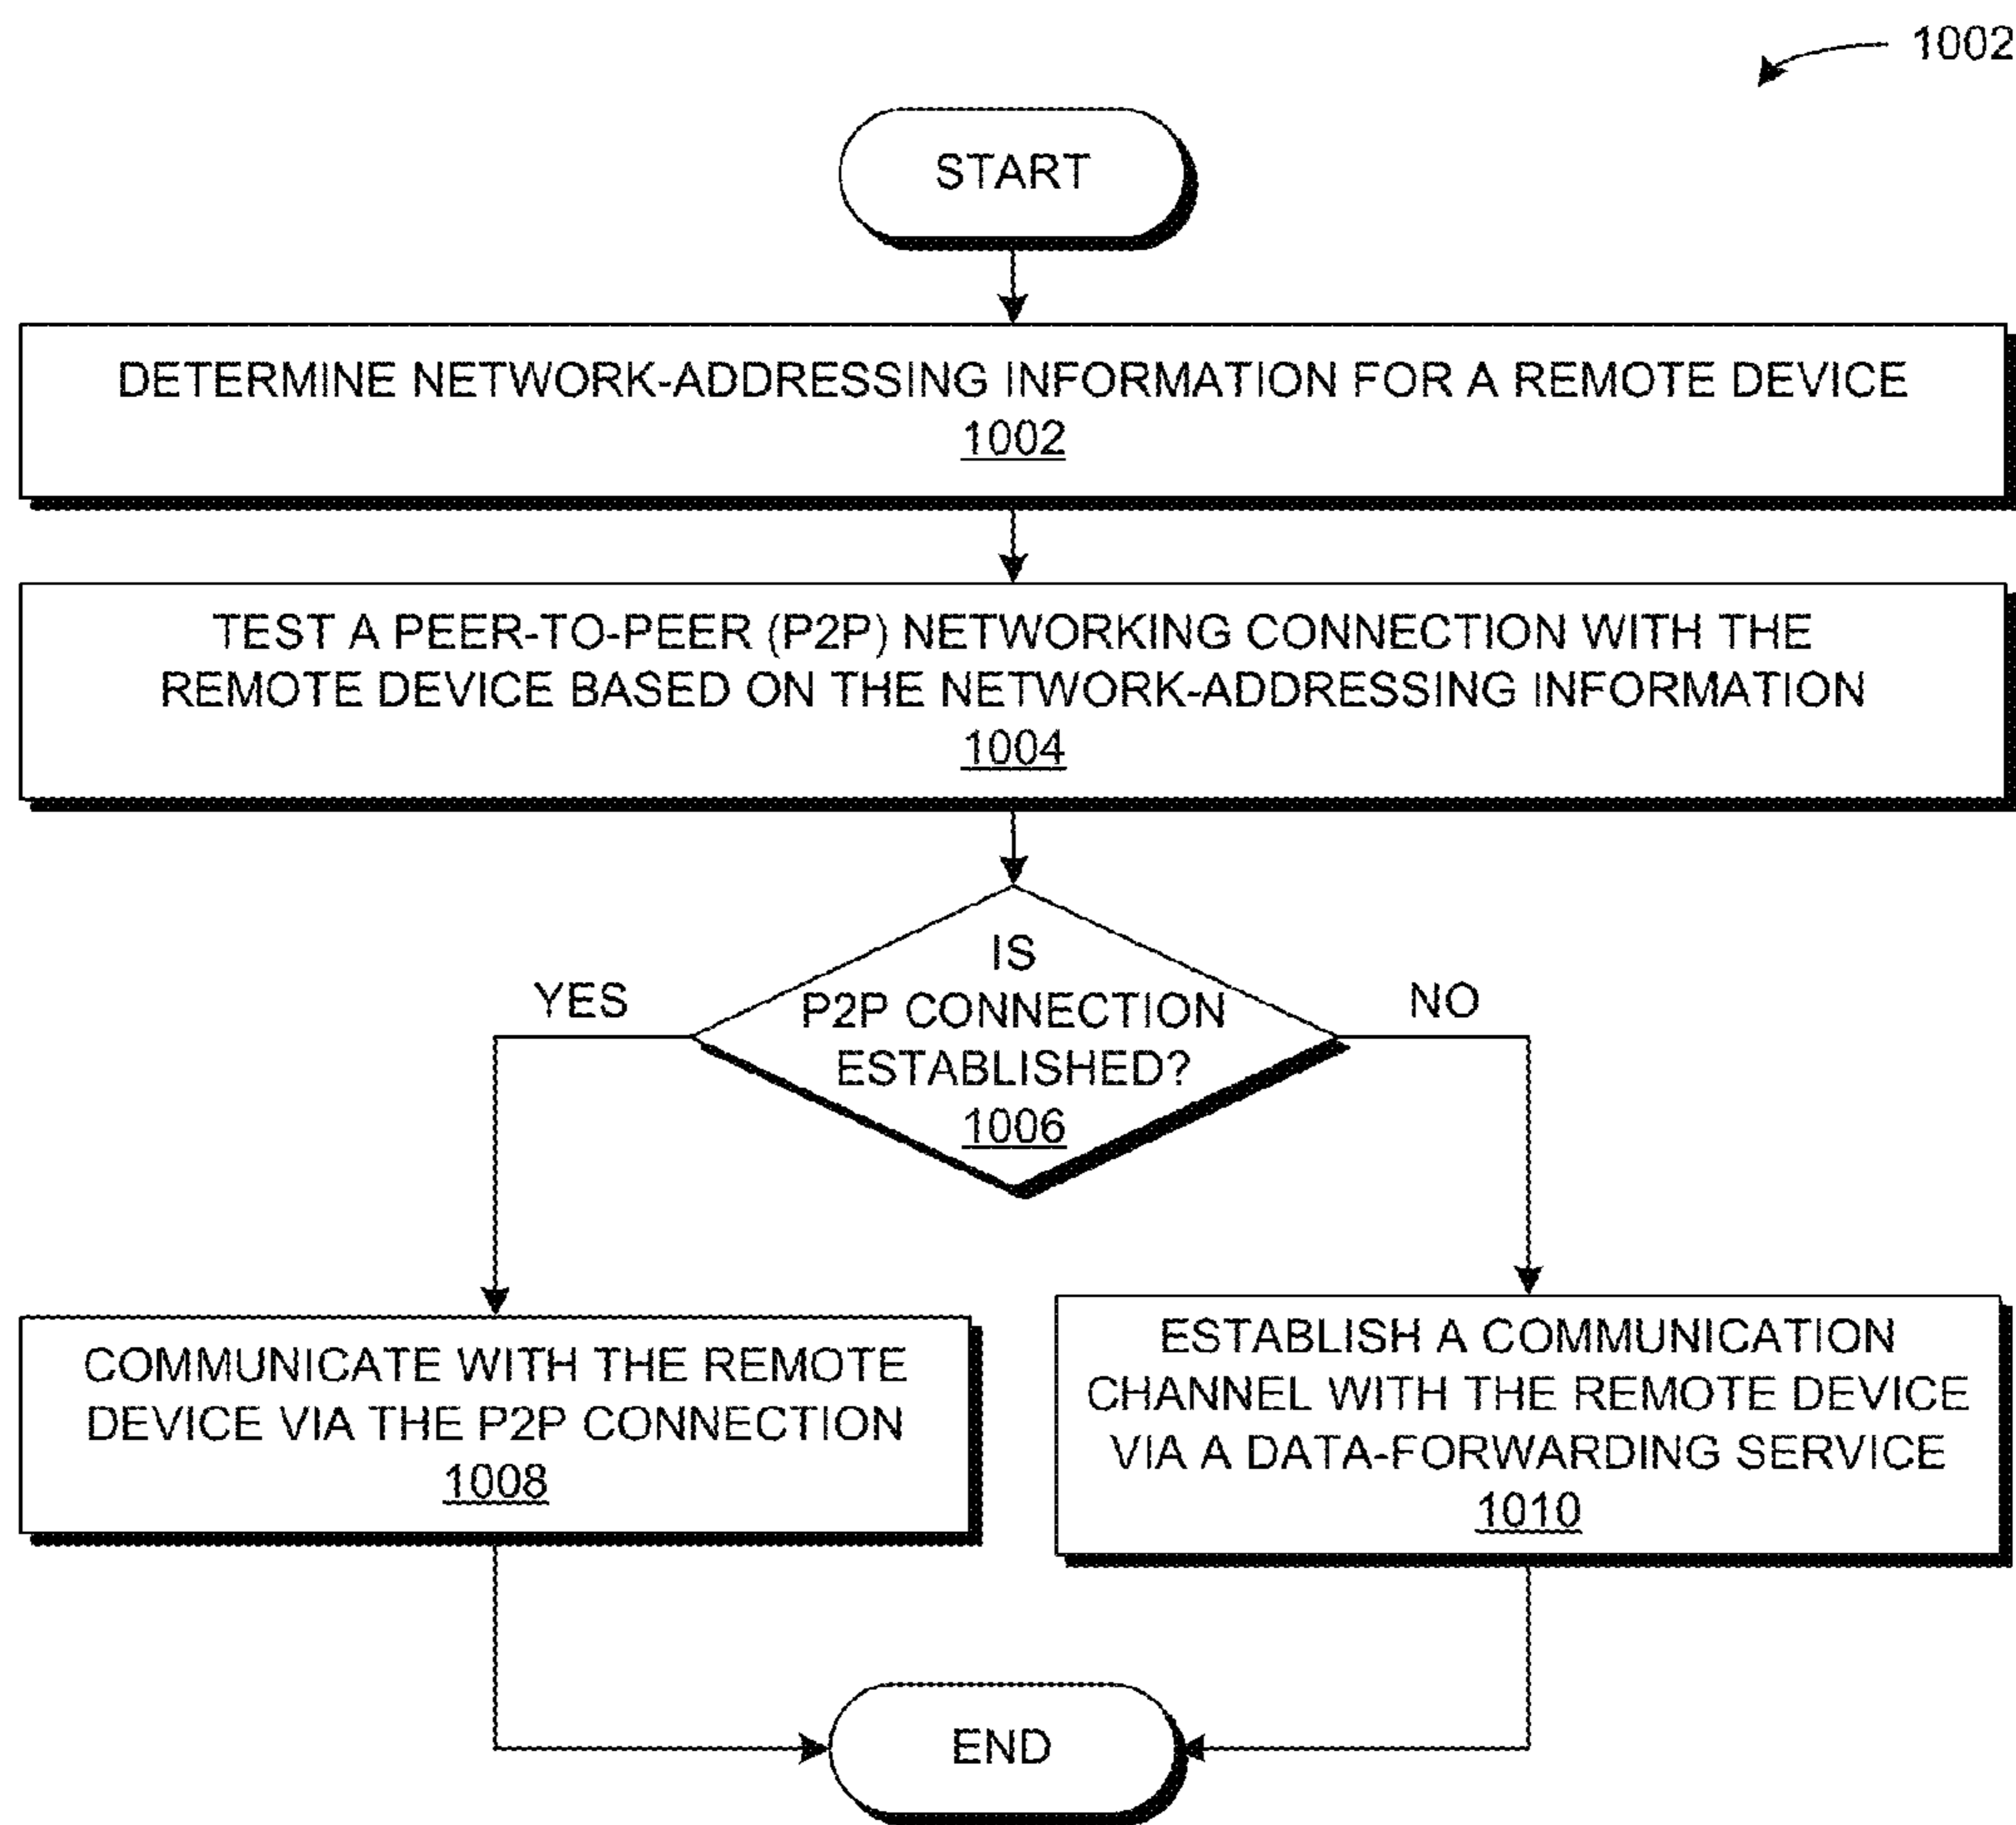 1002
START
DETERMINE NETWORK-ADDRESSING INFORMATION FOR A REMOTE DEVICE
1002
TEST A PEER-TO-PEER (P2P) NETWORKING CONNECTION WITH THE
REMOTE DEVICE BASED ON THE NETWORK-ADDRESSING INFORMATION
1004
IS
P2P CONNECTION
ESTABLISHED?
1006
YES
NO
COMMUNICATE WITH THE REMOTE
DEVICE VIA THE P2P CONNECTION
1008
ESTABLISH A COMMUNICATION
CHANNEL WITH THE REMOTE DEVICE
VIA A DATA-FORWARDING SERVICE
1010
END